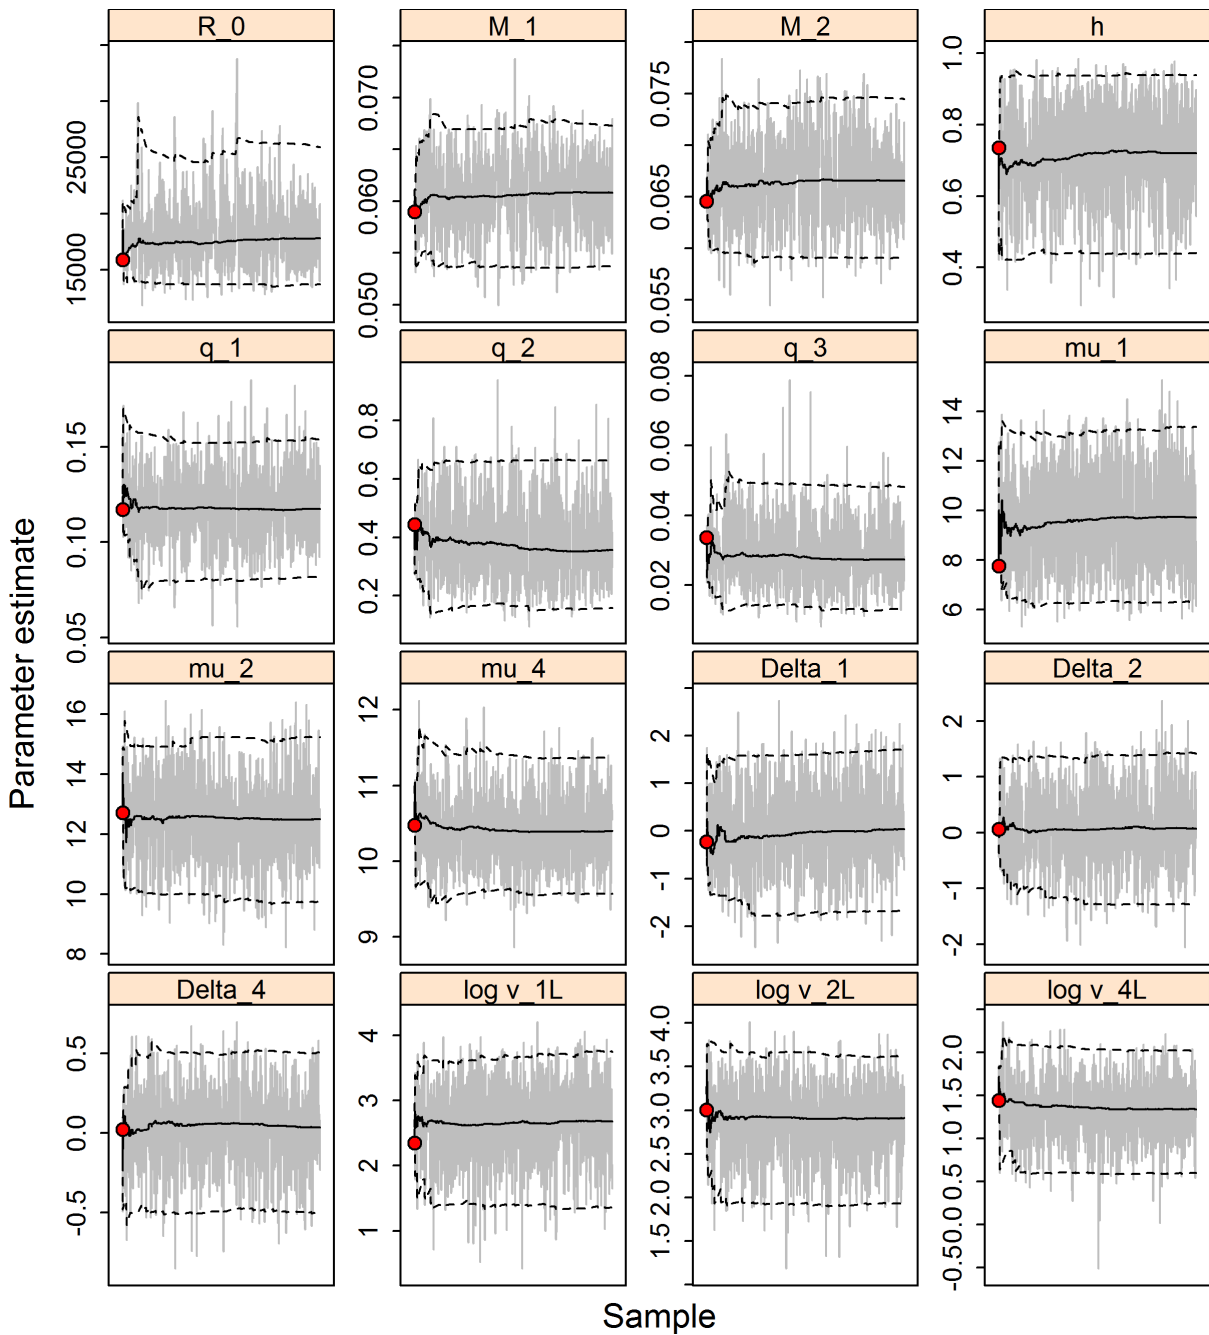 R_0 M_1 M_2 h
15000 25000
0.050 0.060 0.070
0.055 0.065 0.075
0.4 0.6 0.8 1.0
q_1 q_2 q_3 mu_1
0.05 0.10 0.15
0.2 0.4 0.6 0.8
0.02 0.04 0.06 0.08
6 8 10 12 14
Parameter estimate
mu_2 mu_4 Delta_1 Delta_2
8 10 12 14 16
9 10 11 12
-2 -1 0 1 2
-2 -1 0 1 2
Delta_4 log v_1L log v_2L log v_4L
-0.5 0.0 0.5
1 2 3 4
1.5 2.0 2.5 3.0 3.5 4.0
-0.5 0.0 0.5 1.0 1.5 2.0
Sample